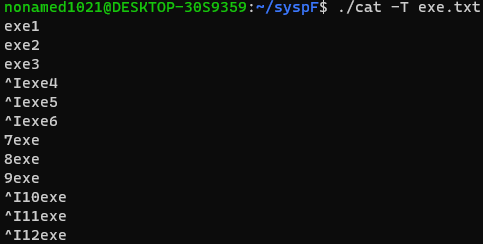 nonamed1021@DESKTOP-30S9359:~/syspF$ ./cat -T exe.txt
exe1
exe2
exe3
^Iexe4
^Iexe5
^Iexe6
7exe
8exe
9exe
^I10exe
^I11exe
^I12exe